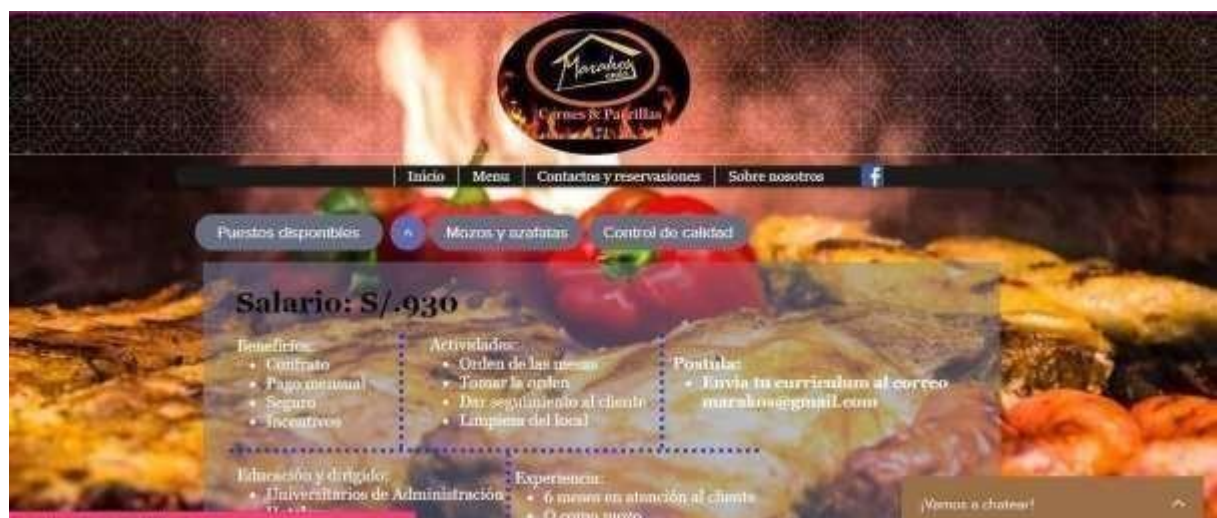 Marakos
Carnes & Parrillas
Inicio
Menu
Contactos y reservasiones
Sobre nosotros
f
Puestos disponibles
Mozos y azafatas
Control de calidad
Salario: S/.930
Beneficios:
• Contrato
• Pago mensual
• Seguro
• Incentivos
Actividades:
• Orden de las mesas
• Tomar la orden
• Dar seguimiento al cliente
• Limpieza del local
Postula:
• Envia tu curriculum al correo
marakos@gmail.com
Educación y dirigido:
• Universitarios de Administración
Experiencia:
• 6 meses en atención al cliente
• O como mozo
¡Vamos a chatear!